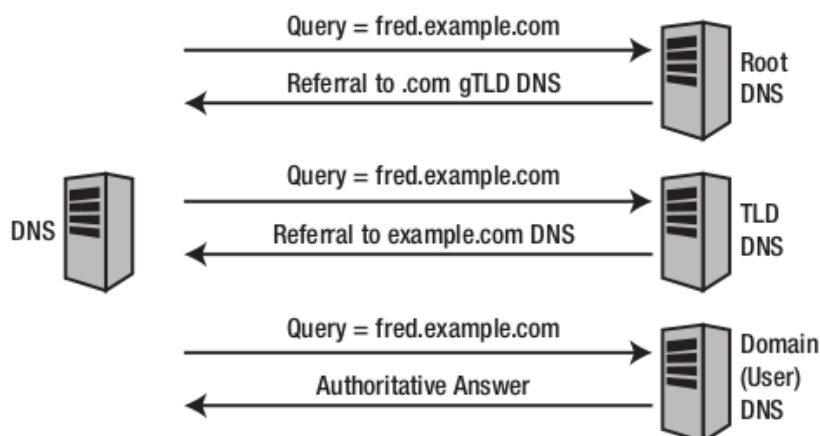 Query = fred.example.com
Root
DNS
Referral to .com gTLD DNS
Query = fred.example.com
TLD
DNS
DNS
Referral to example.com DNS
Query = fred.example.com
Domain
(User)
DNS
Authoritative Answer